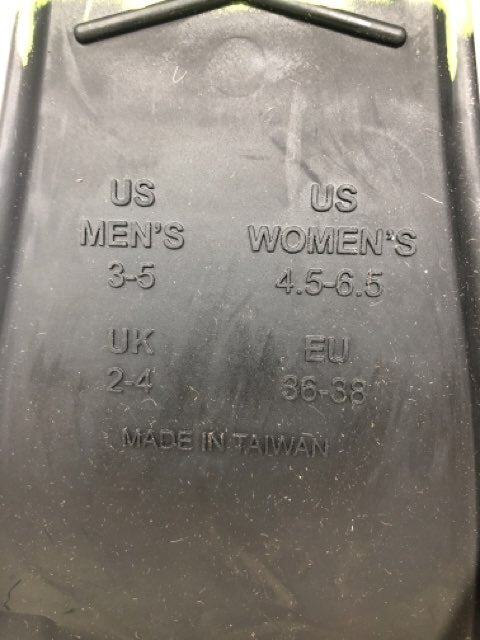 US
MEN'S
3-5
US
WOMEN'S
4.5-6.5
UK
2-4
EU
36-38
MADE IN TAIWAN